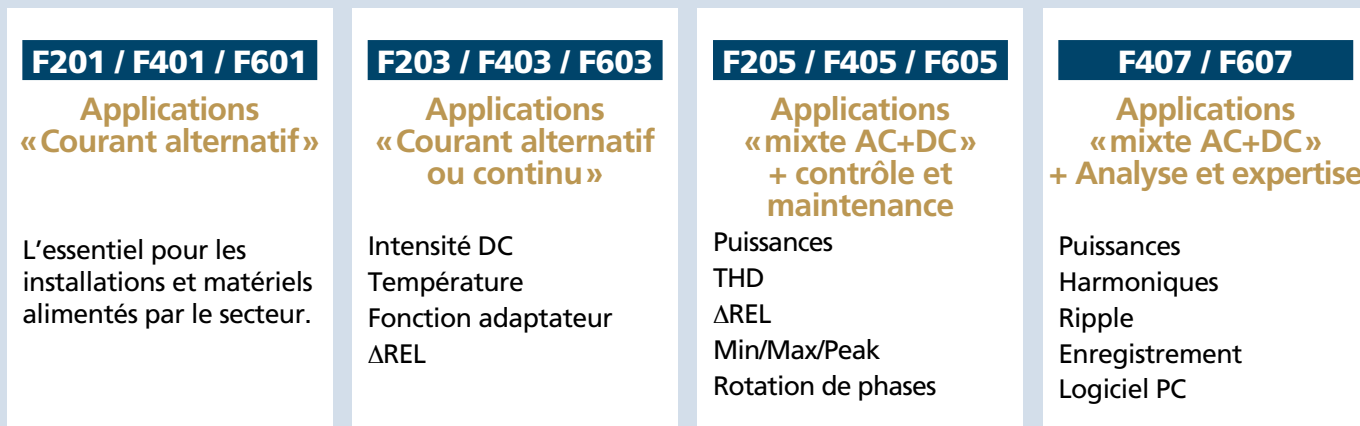 F201 / F401 / F601
Applications
«Courant alternatif»
L’essentiel pour les
installations et matériels
alimentés par le secteur.
F203 / F403 / F603
Applications
«Courant alternatif
ou continu»
Intensité DC
Température
Fonction adaptateur
∆REL
F205 / F405 / F605
Applications
«mixte AC+DC»
+ contrôle et
maintenance
Puissances
THD
∆REL
Min/Max/Peak
Rotation de phases
F407 / F607
Applications
«mixte AC+DC»
+ Analyse et expertise
Puissances
Harmoniques
Ripple
Enregistrement
Logiciel PC